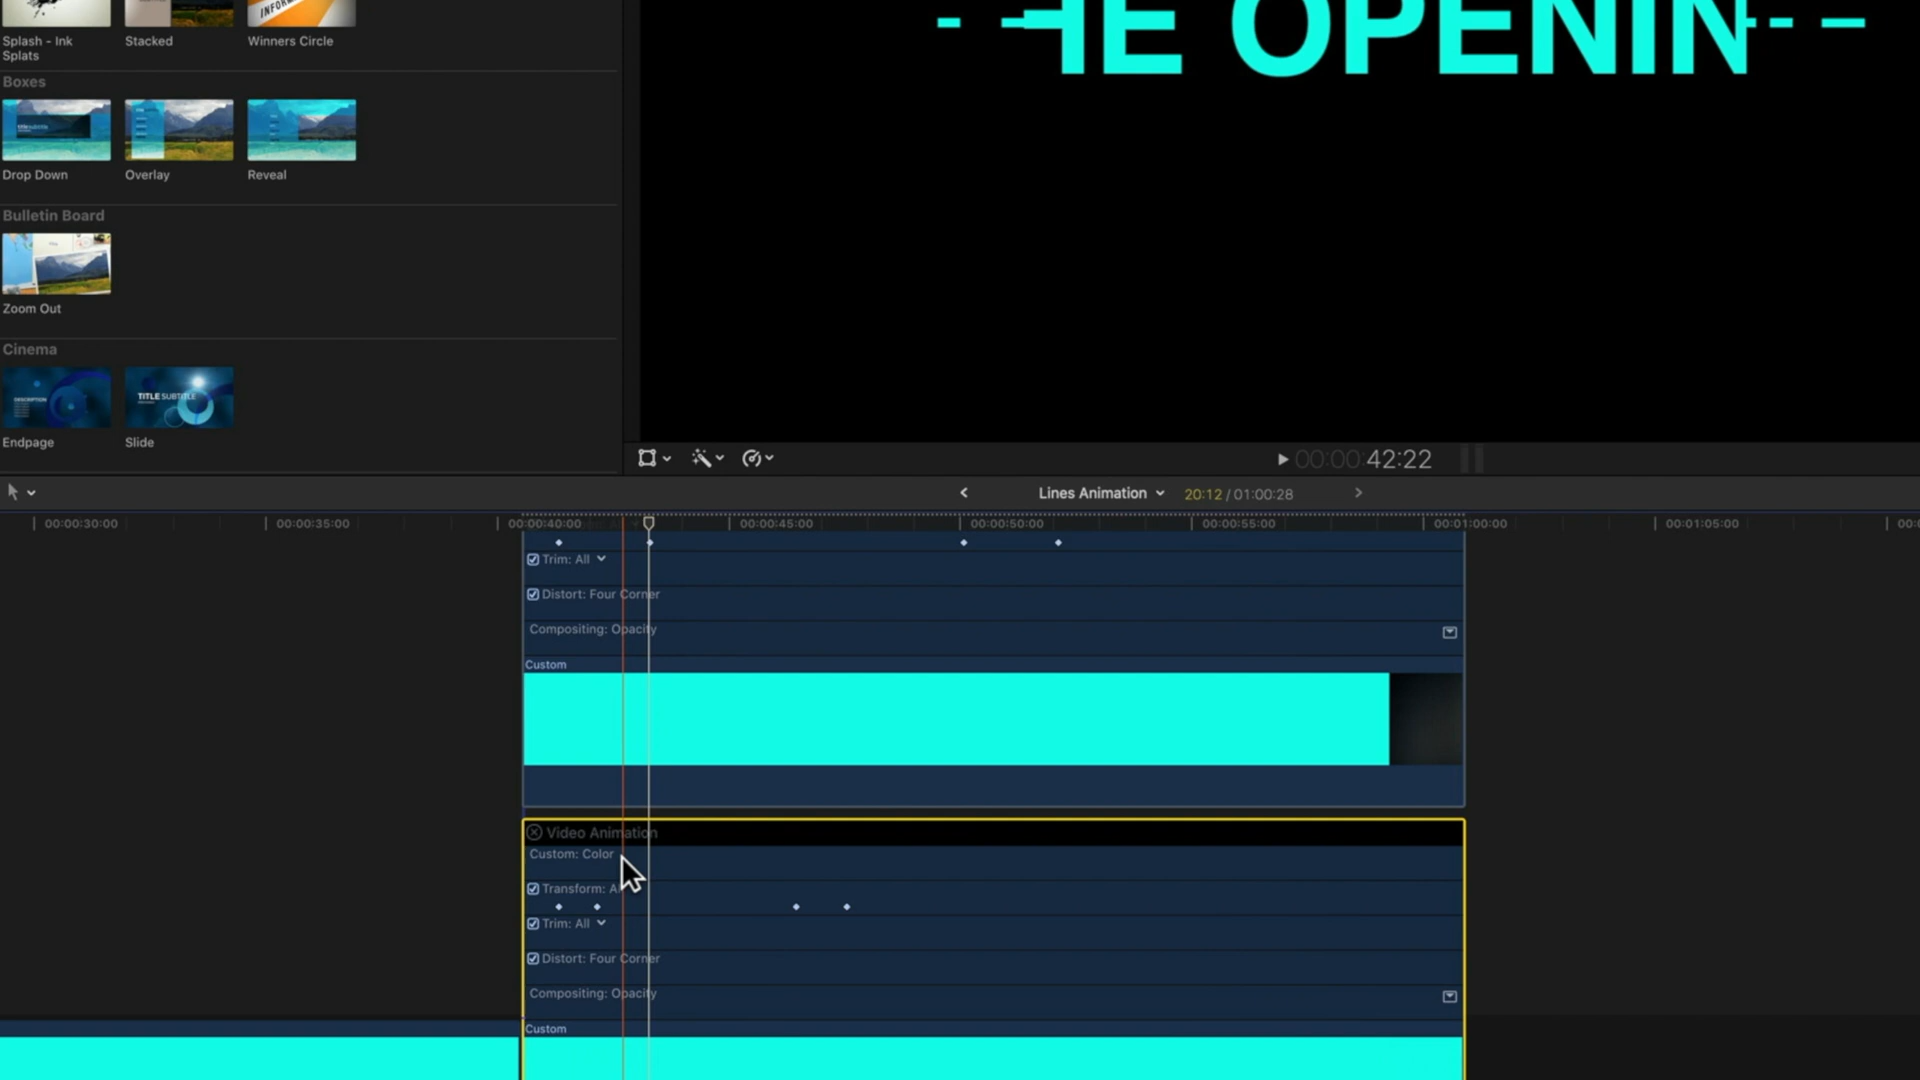 HE OPENIN
Splash - Ink
Splats
Stacked
Winners Circle
Boxes
Drop Down
Overlay
Reveal
Bulletin Board
Zoom Out
Cinema
TITLE SUBTITLE
Endpage
Slide
00:00:42:22
Lines Animation
20:12 / 01:00:28
00:00:30:00
00:00:35:00
00:00:40:00
00:00:45:00
00:00:50:00
00:00:55:00
00:01:00:00
00:01:05:00
Trim: All
Distort: Four Corner
Compositing: Opacity
Custom
Video Animation
Custom: Color
Transform: A
Trim: All
Distort: Four Corner
Compositing: Opacity
Custom